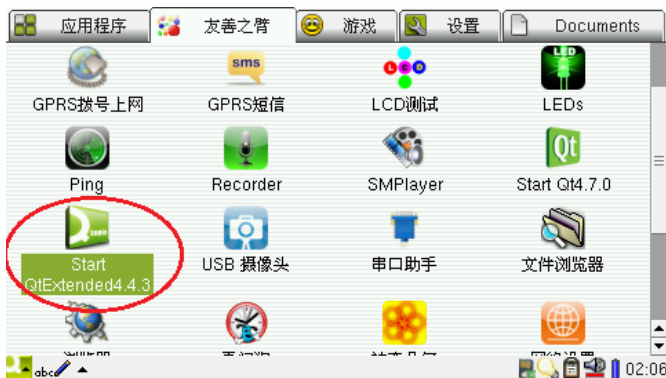 应用程序 友善之臂 游戏 设置 Documents
sms LCD LED
GPRS拨号上网 GPRS短信 LCD测试 LEDs
Qt
Ping Recorder SMPlayer Start Qt4.7.0
Start
QtExtended4.4.3 USB 摄像头 串口助手 文件浏览器
abc 02:06